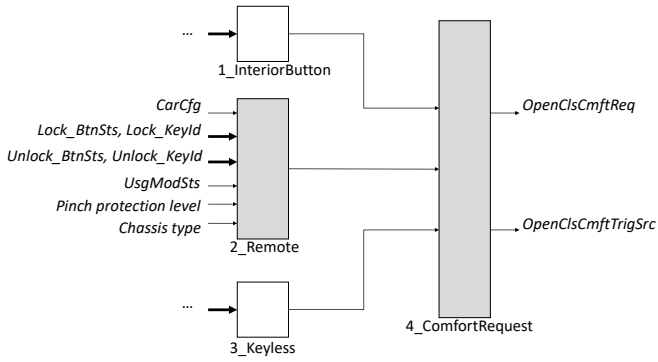 ...
1_InteriorButton
CarCfg
Lock_BtnSts, Lock_KeyId
Unlock_BtnSts, Unlock_KeyId
UsgModSts
Pinch protection level
Chassis type
2_Remote
...
3_Keyless
4_ComfortRequest
OpenClsCmftReq
OpenClsCmftTrigSrc